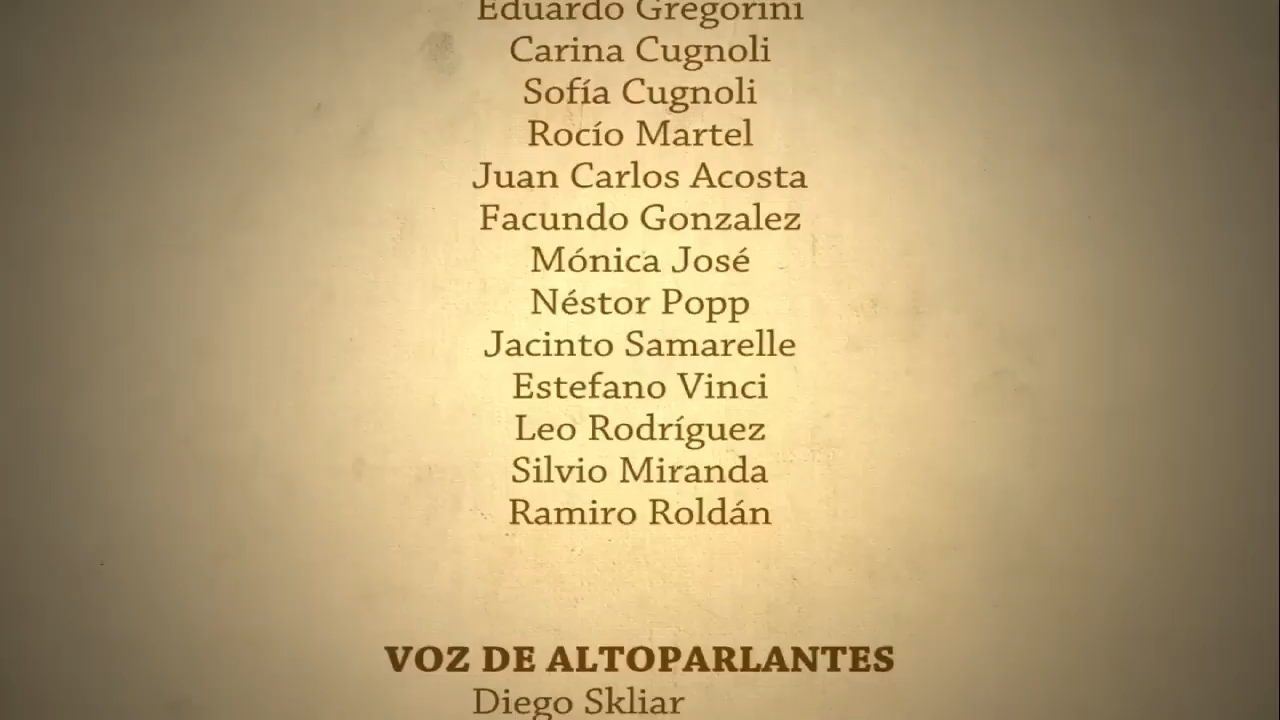 Eduardo Gregorini
Carina Cugnoli
Sofía Cugnoli
Rocío Martel
Juan Carlos Acosta
Facundo Gonzalez
Mónica José
Néstor Popp
Jacinto Samarelle
Estefano Vinci
Leo Rodríguez
Silvio Miranda
Ramiro Roldán
VOZ DE ALTOPARLANTES
Diego Skliar